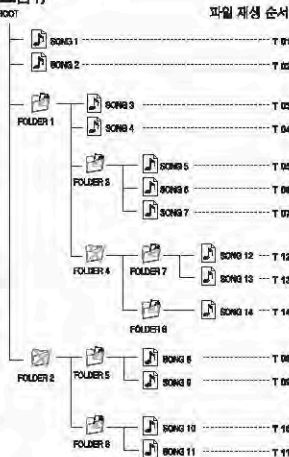 ROOT
파일 재생 순서
SONG 1 T 01
SONG 2 T 02
FOLDER 1
SONG 3 T 03
SONG 4 T 04
FOLDER 3
SONG 5 T 05
SONG 6 T 06
SONG 7 T 07
FOLDER 4
FOLDER 7
SONG 12 T 12
SONG 13 T 13
SONG 14 T 14
FOLDER 2
FOLDER 5
SONG 8 T 08
SONG 9 T 09
SONG 10 T 10
SONG 11 T 11